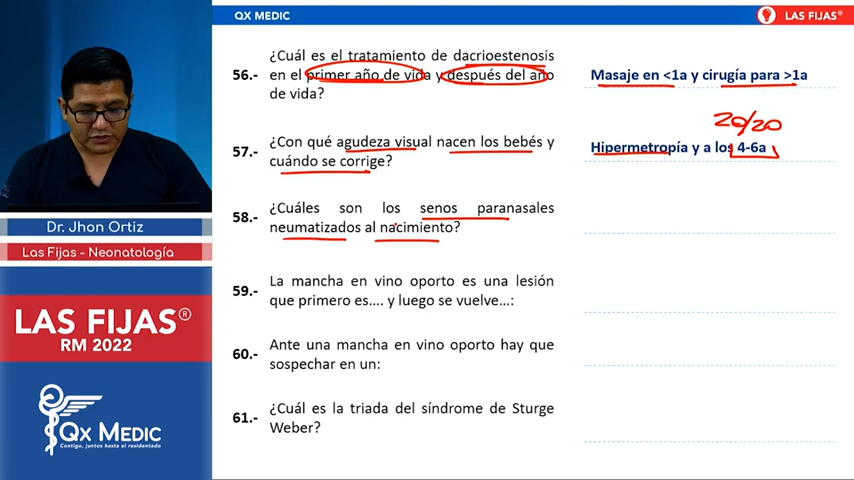 QX MEDIC
LAS FIJAS®
¿Cuál es el tratamiento de dacrioestenosis
56.- en el primer año de vida y después del año
de vida?
Masaje en <1a y cirugía para >1a
20/20
57.- ¿Con qué agudeza visual nacen los bebés y
cuándo se corrige?
Hipermetropía y a los 4-6a
58.- ¿Cuáles son los senos paranasales
neumatizados al nacimiento?
59.- La mancha en vino oporto es una lesión
que primero es.... y luego se vuelve...:
60.- Ante una mancha en vino oporto hay que
sospechar en un:
61.- ¿Cuál es la triada del síndrome de Sturge
Weber?
Dr. Jhon Ortiz
Las Fijas - Neonatología
LAS FIJAS®
RM 2022
QX MEDIC
Contigo, juntos hasta el residentado